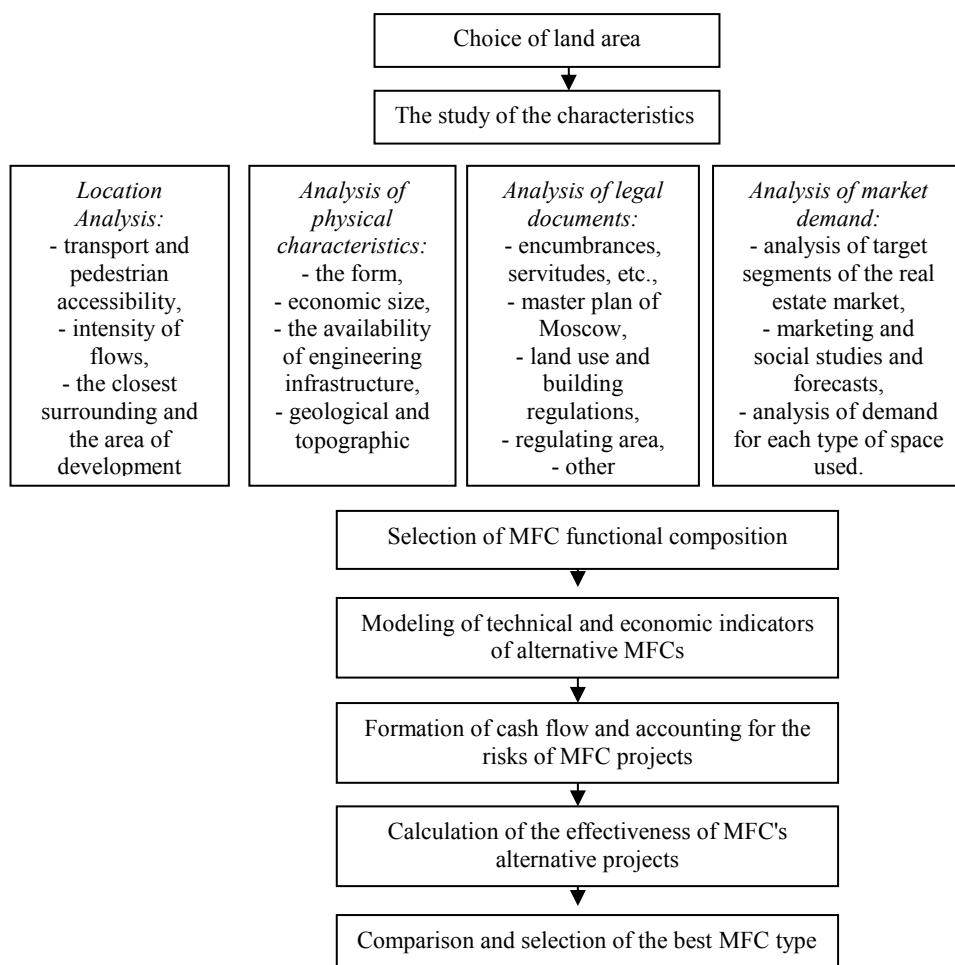 Choice of land area
The study of the characteristics
Location
Analysis:
- transport and
pedestrian
accessibility,
- intensity of
flows,
- the closest
surrounding and
the area of
development
Analysis of
physical
characteristics:
- the form,
- economic size,
- the availability
of engineering
infrastructure,
- geological and
topographic
Analysis of legal
documents:
- encumbrances,
servitudes, etc.,
- master plan of
Moscow,
- land use and
building
regulations,
- regulating area,
- other
Analysis of market
demand:
- analysis of target
segments of the real
estate market,
- marketing and
social studies and
forecasts,
- analysis of demand
for each type of space
used.
Selection of MFC functional composition
Modeling of technical and economic indicators
of alternative MFCs
Formation of cash flow and accounting for the
risks of MFC projects
Calculation of the effectiveness of MFC's
alternative projects
Comparison and selection of the best MFC type